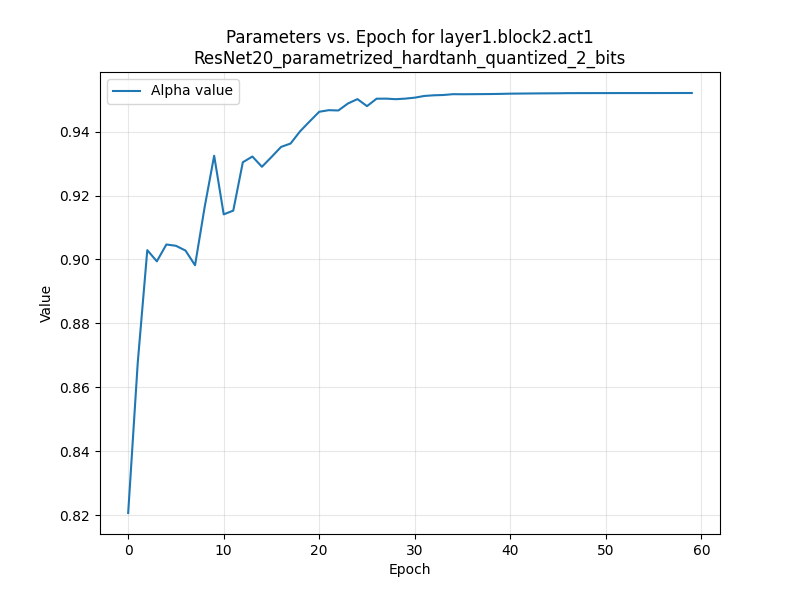 Parameters vs. Epoch for layer1.block2.act1
ResNet20_parametrized_hardtanh_quantized_2_bits
Alpha value
0.94
0.92
0.90
0.88
0.86
0.84
0.82
Value
0 10 20 30 40 50 60
Epoch